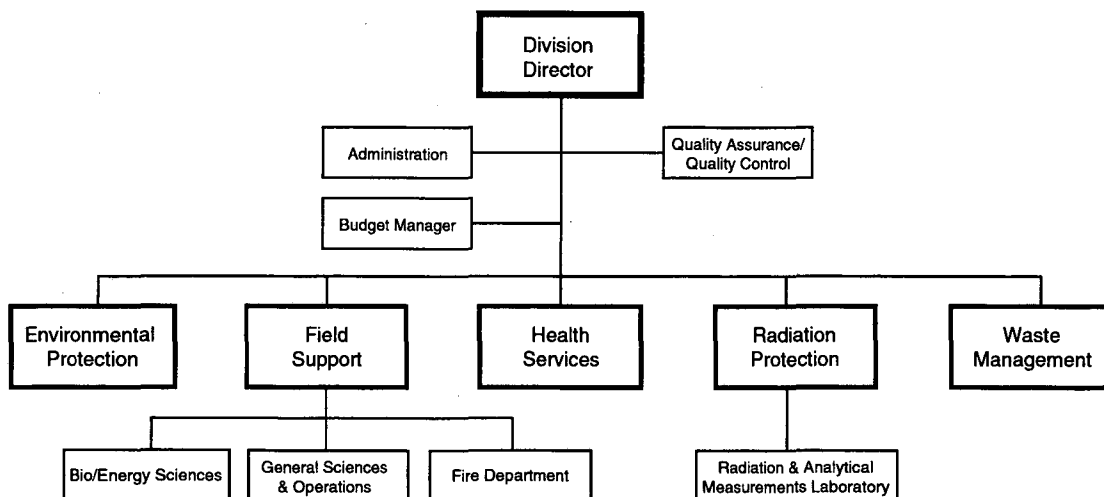 Division
Director
Administration
Quality Assurance/
Quality Control
Budget Manager
Environmental
Protection
Field
Support
Health
Services
Radiation
Protection
Waste
Management
Bio/Energy Sciences
General Sciences
& Operations
Fire Department
Radiation & Analytical
Measurements Laboratory